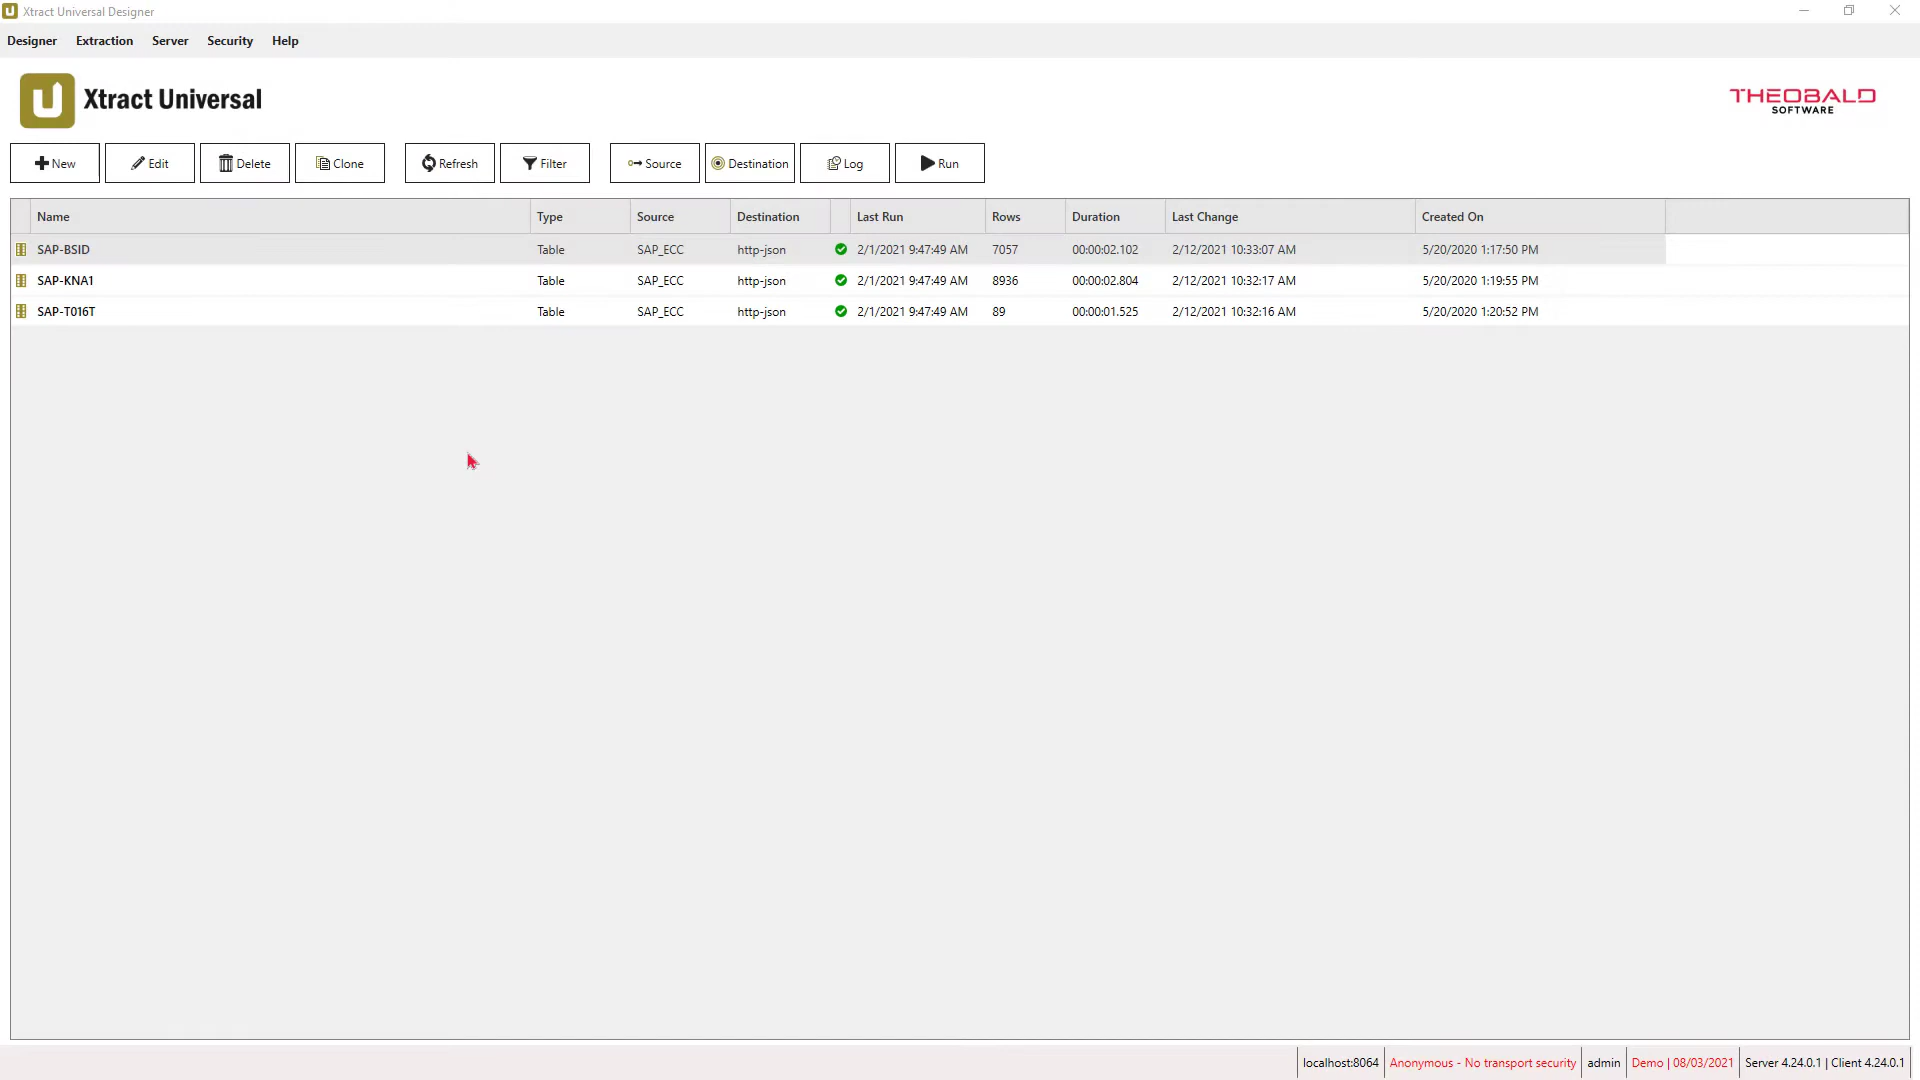 Xtract Universal Designer
Designer Extraction Server Security Help
Xtract Universal
THEOBALD
SOFTWARE
New Edit Delete Clone Refresh Filter Source Destination Log Run
Name Type Source Destination Last Run Rows Duration Last Change Created On
SAP-BSID Table SAP_ECC http-json 2/1/2021 9:47:49 AM 7057 00:00:02.102 2/12/2021 10:33:07 AM 5/20/2020 1:17:50 PM
SAP-KNA1 Table SAP_ECC http-json 2/1/2021 9:47:49 AM 8936 00:00:02.804 2/12/2021 10:32:17 AM 5/20/2020 1:19:55 PM
SAP-T016T Table SAP_ECC http-json 2/1/2021 9:47:49 AM 89 00:00:01.525 2/12/2021 10:32:16 AM 5/20/2020 1:20:52 PM
localhost:8064 Anonymous - No transport security admin Demo | 08/03/2021 Server 4.24.0.1 | Client 4.24.0.1